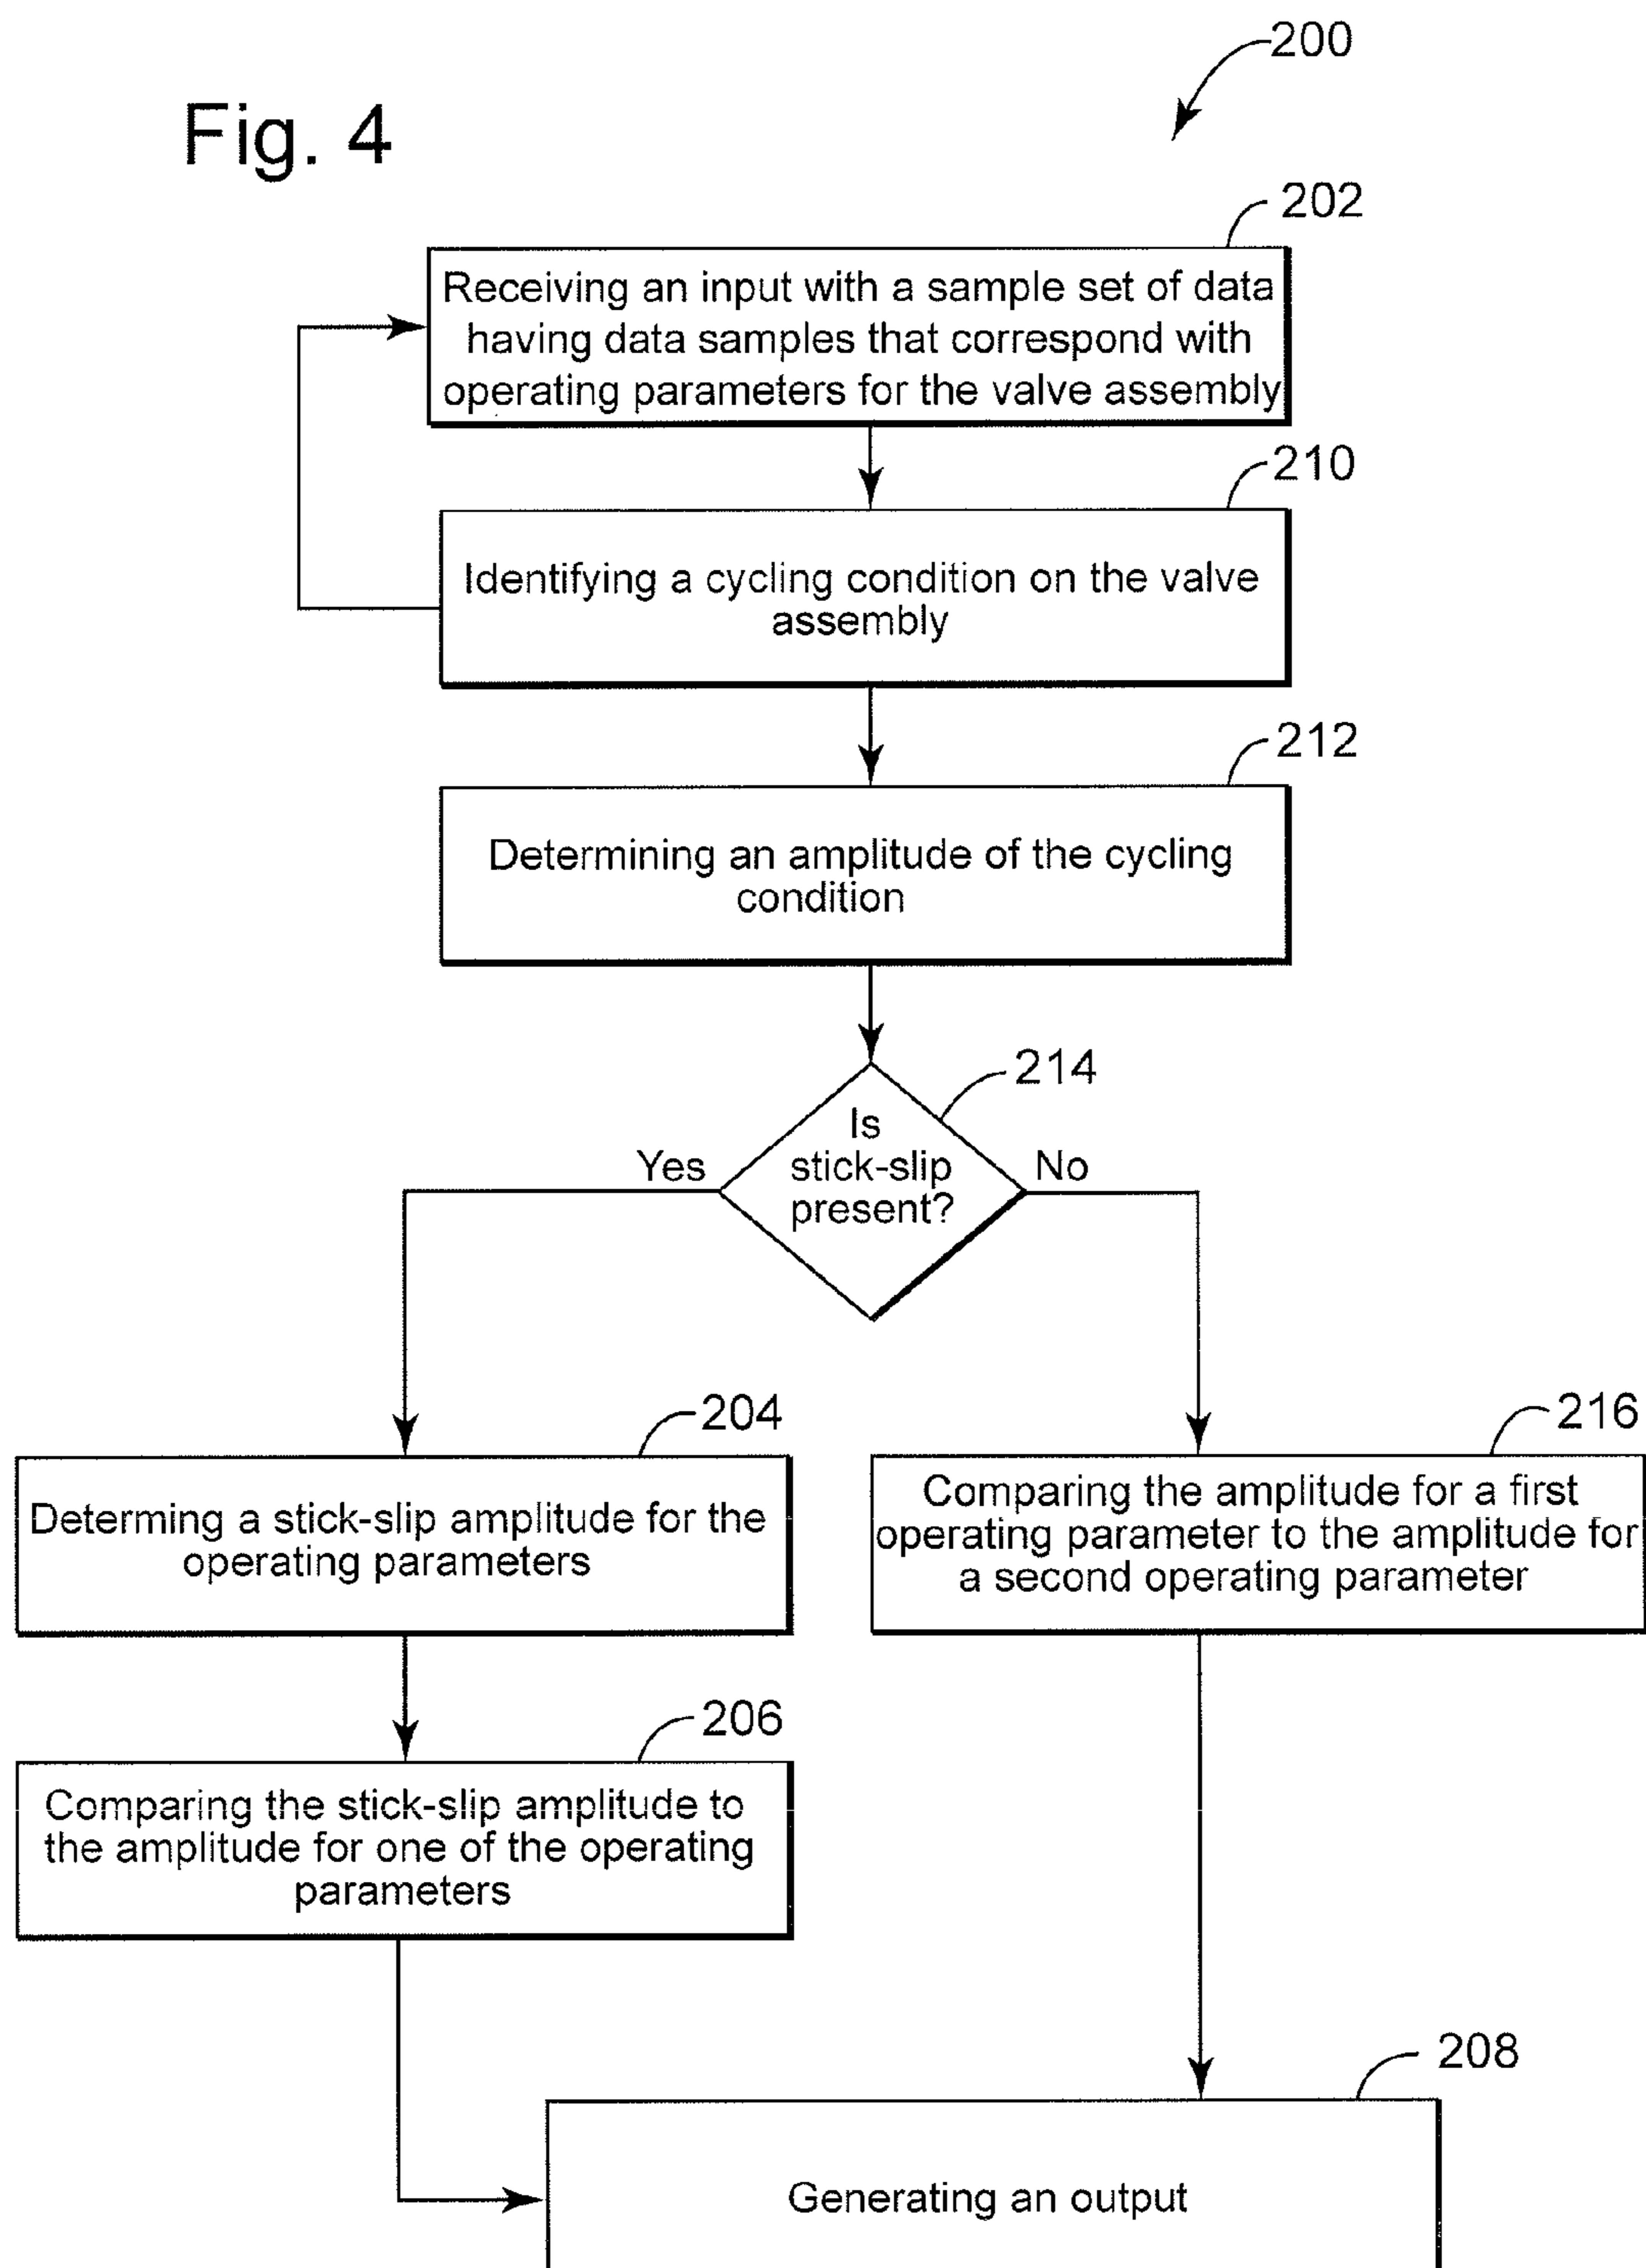 200
Fig. 4
202
Receiving an input with a sample set of data
having data samples that correspond with
operating parameters for the valve assembly
210
Identifying a cycling condition on the valve
assembly
212
Determining an amplitude of the cycling
condition
214
Is
stick-slip
present?
Yes
No
204
Determing a stick-slip amplitude for the
operating parameters
216
Comparing the amplitude for a first
operating parameter to the amplitude for
a second operating parameter
206
Comparing the stick-slip amplitude to
the amplitude for one of the operating
parameters
208
Generating an output